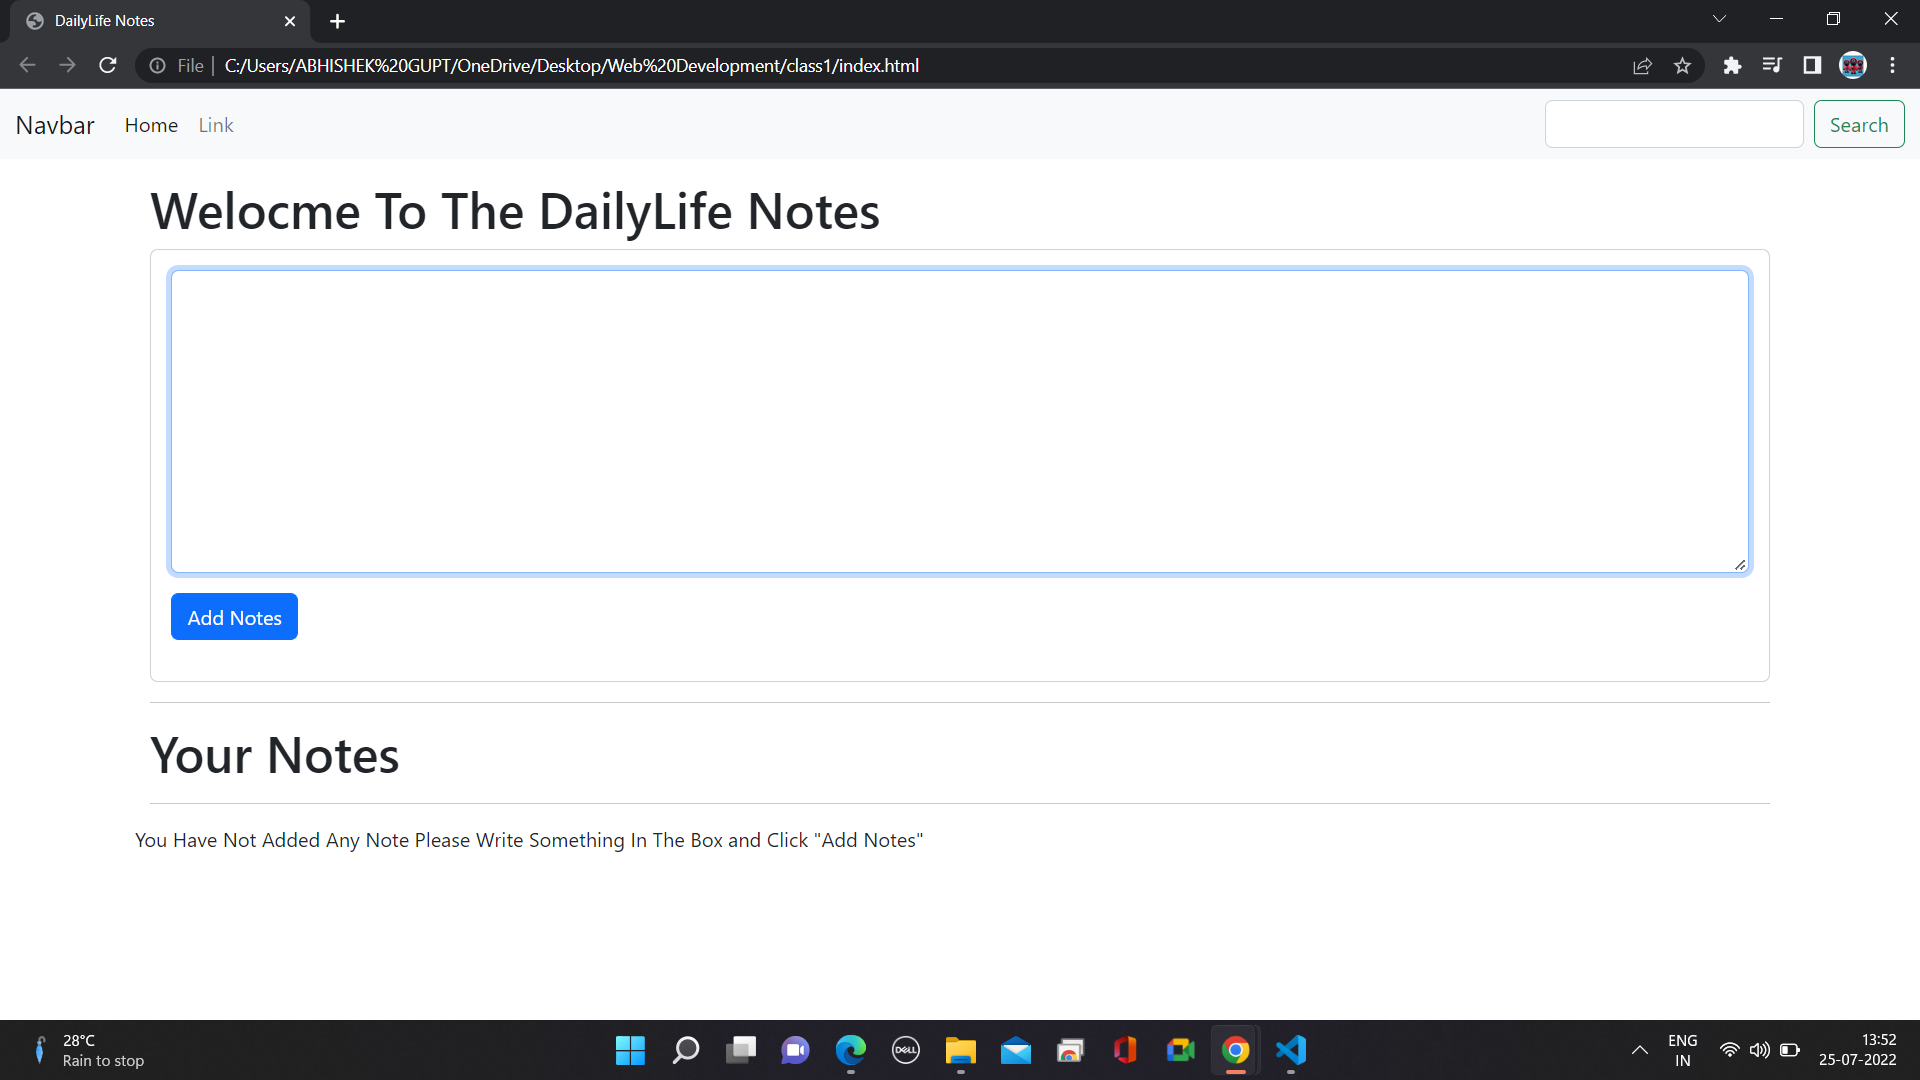 DailyLife Notes
File | C:/Users/ABHISHEK%20GUPT/OneDrive/Desktop/Web%20Development/class1/index.html
Navbar Home Link Search
Welocme To The DailyLife Notes
Add Notes
Your Notes
You Have Not Added Any Note Please Write Something In The Box and Click "Add Notes"
28°C
Rain to stop
DELL
ENG
IN
13:52
25-07-2022